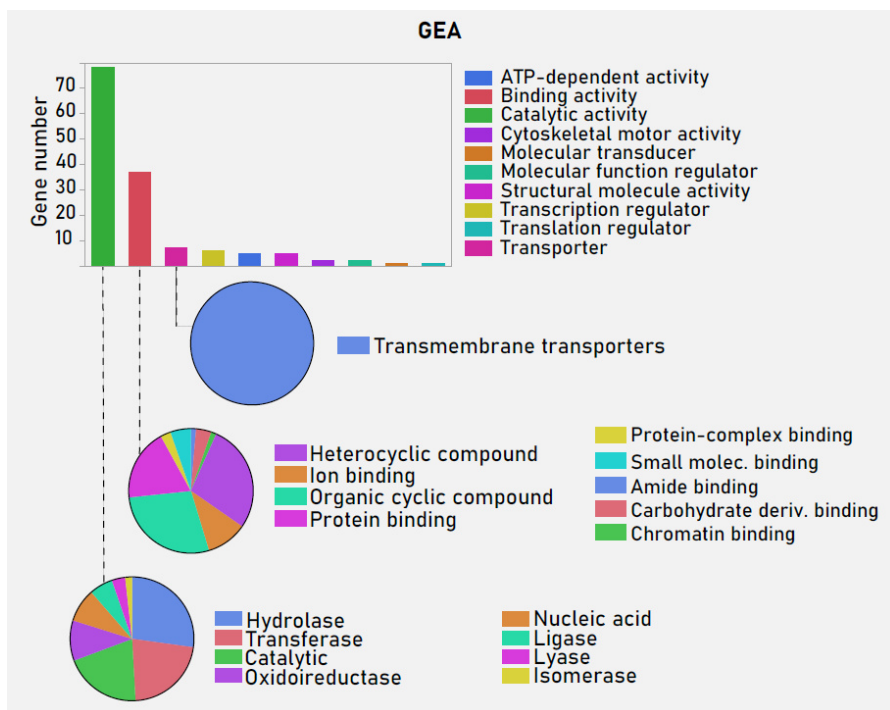 GEA
Gene number
70
60
50
40
30
20
10
ATP-dependent activity
Binding activity
Catalytic activity
Cytoskeletal motor activity
Molecular transducer
Molecular function regulator
Structural molecule activity
Transcription regulator
Translation regulator
Transporter
Transmembrane transporters
Heterocyclic compound
Ion binding
Organic cyclic compound
Protein binding
Protein-complex binding
Small molec. binding
Amide binding
Carbohydrate deriv. binding
Chromatin binding
Hydrolase
Transferase
Catalytic
Oxidoireductase
Nucleic acid
Ligase
Lyase
Isomerase